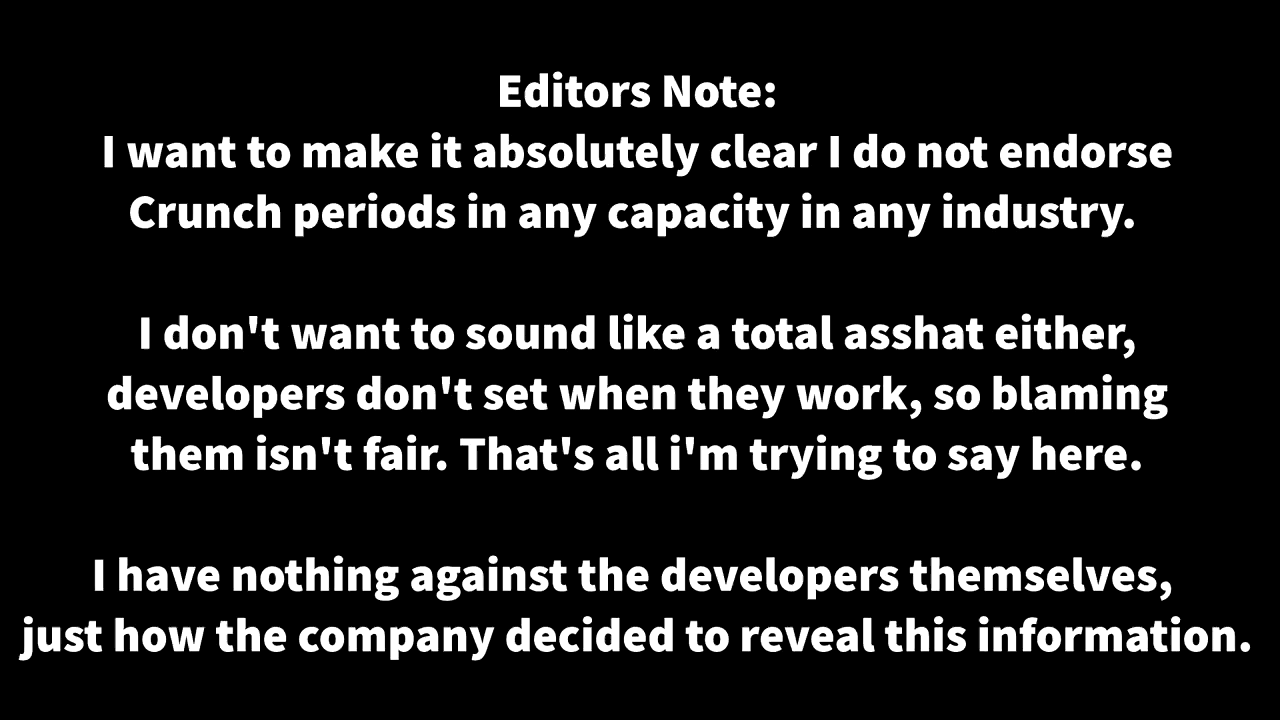 Editors Note:
I want to make it absolutely clear I do not endorse
Crunch periods in any capacity in any industry.
I don't want to sound like a total asshat either,
developers don't set when they work, so blaming
them isn't fair. That's all i'm trying to say here.
I have nothing against the developers themselves,
just how the company decided to reveal this information.